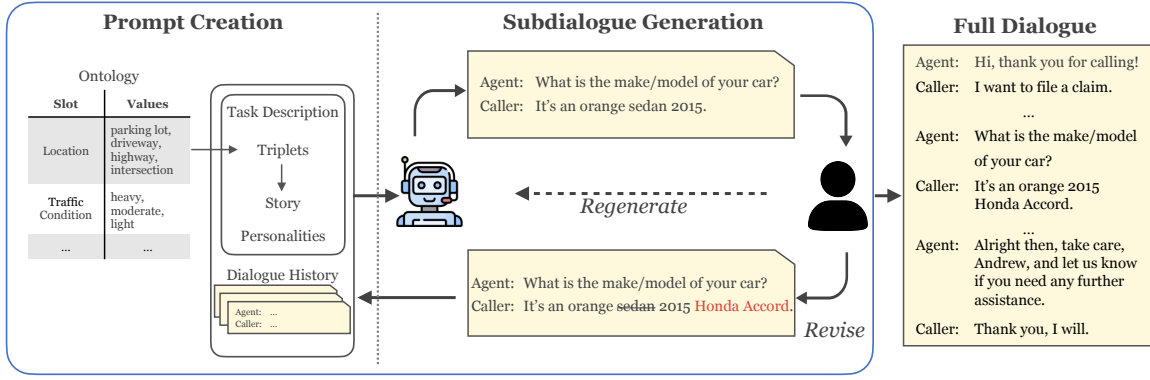 Prompt Creation
Ontology
Slot Values
Location
parking lot,
driveway,
highway,
intersection
Traffic
Condition
heavy,
moderate,
light
... ...
Task Description
Triplets
Story
Personalities
Dialogue History
Agent: ...
Caller: ...
Subdialogue Generation
Agent: What is the make/model of your car?
Caller: It's an orange sedan 2015.
Regenerate
Agent: What is the make/model of your car?
Caller: It's an orange sedan 2015 Honda Accord.
Revise
Full Dialogue
Agent: Hi, thank you for calling!
Caller: I want to file a claim.
...
Agent: What is the make/model
of your car?
Caller: It's an orange 2015
Honda Accord.
...
Agent: Alright then, take care,
Andrew, and let us know
if you need any further
assistance.
Caller: Thank you, I will.